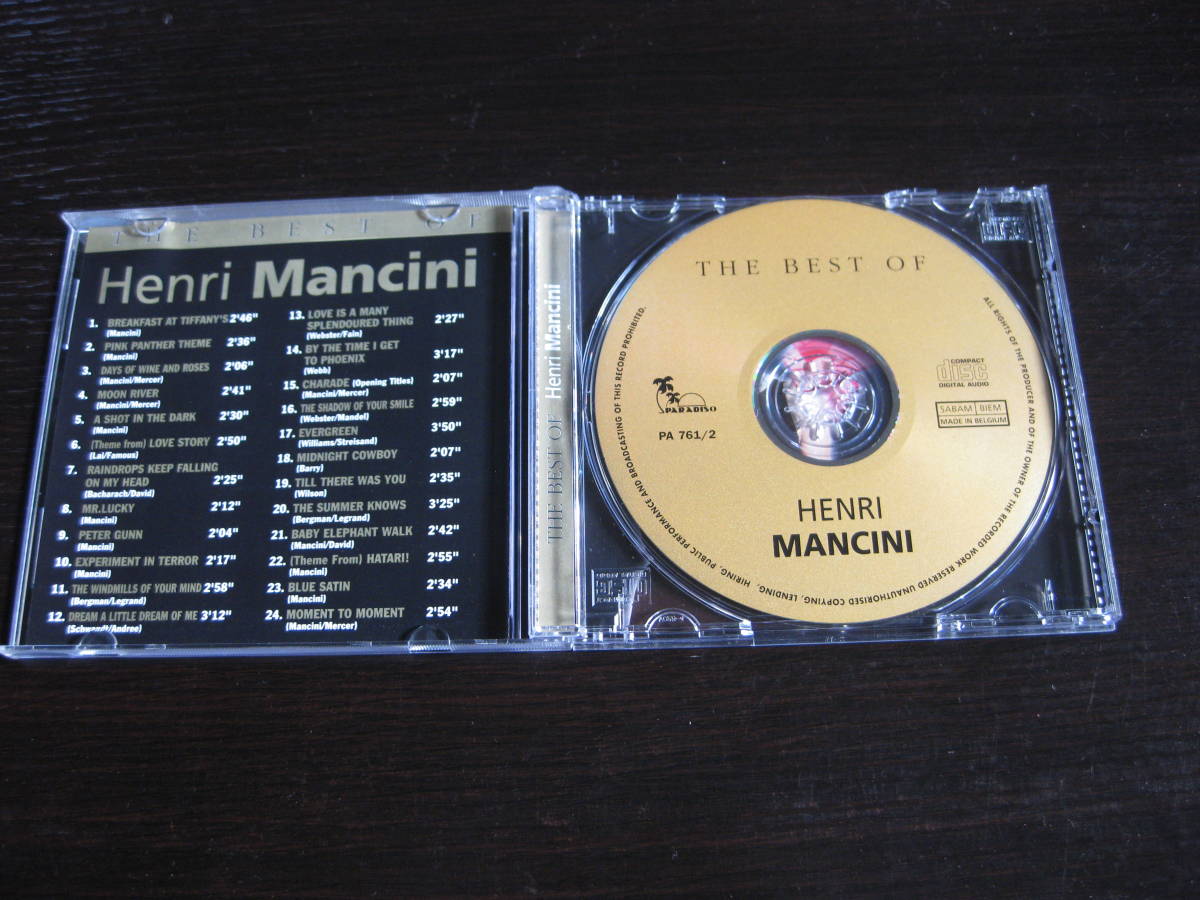 THE BEST OF
Henri Mancini
1. BREAKFAST AT TIFFANY'S 2'46"
(Mancini)
2. PINK PANTHER THEME 2'36"
(Mancini)
3. DAYS OF WINE AND ROSES 2'06"
(Mancini/Mercer)
4. MOON RIVER 2'41"
(Mancini/Mercer)
5. A SHOT IN THE DARK 2'30"
(Mancini)
6. (Theme from) LOVE STORY 2'50"
(Lai/Famous)
7. RAINDROPS KEEP FALLING
ON MY HEAD 2'25"
(Bacharach/David)
8. MR.LUCKY 2'12"
(Mancini)
9. PETER GUNN 2'04"
(Mancini)
10. EXPERIMENT IN TERROR 2'17"
(Mancini)
11. THE WINDMILLS OF YOUR MIND 2'58"
(Bergman/Legrand)
12. DREAM A LITTLE DREAM OF ME 3'12"
(Schwandt/Andree)
13. LOVE IS A MANY
SPLENDOURED THING 2'27"
(Webster/Fain)
14. BY THE TIME I GET
TO PHOENIX 3'17"
(Webb)
15. CHARADE (Opening Titles) 2'07"
(Mancini/Mercer)
16. THE SHADOW OF YOUR SMILE 2'59"
(Webster/Mandel)
17. EVERGREEN 3'50"
(Williams/Streisand)
18. MIDNIGHT COWBOY 2'07"
(Barry)
19. TILL THERE WAS YOU 2'35"
(Wilson)
20. THE SUMMER KNOWS 3'25"
(Bergman/Legrand)
21. BABY ELEPHANT WALK 2'42"
(Mancini/David)
22. (Theme From) HATARI! 2'55"
(Mancini)
23. BLUE SATIN 2'34"
(Mancini)
24. MOMENT TO MOMENT 2'54"
(Mancini/Mercer)
THE BEST OF Henri Mancini
THE BEST OF
ALL RIGHTS OF THE PRODUCER AND OF THE OWNER OF THE RECORDED WORK RESERVED UNAUTHORISED COPYING, LENDING, HIRING, PUBLIC PERFORMANCE AND BROADCASTING OF THIS RECORD PROHIBITED.
PARADISO
PA 761/2
COMPACT
disc
DIGITAL AUDIO
SABAM BIEM
MADE IN BELGIUM
HENRI
MANCINI